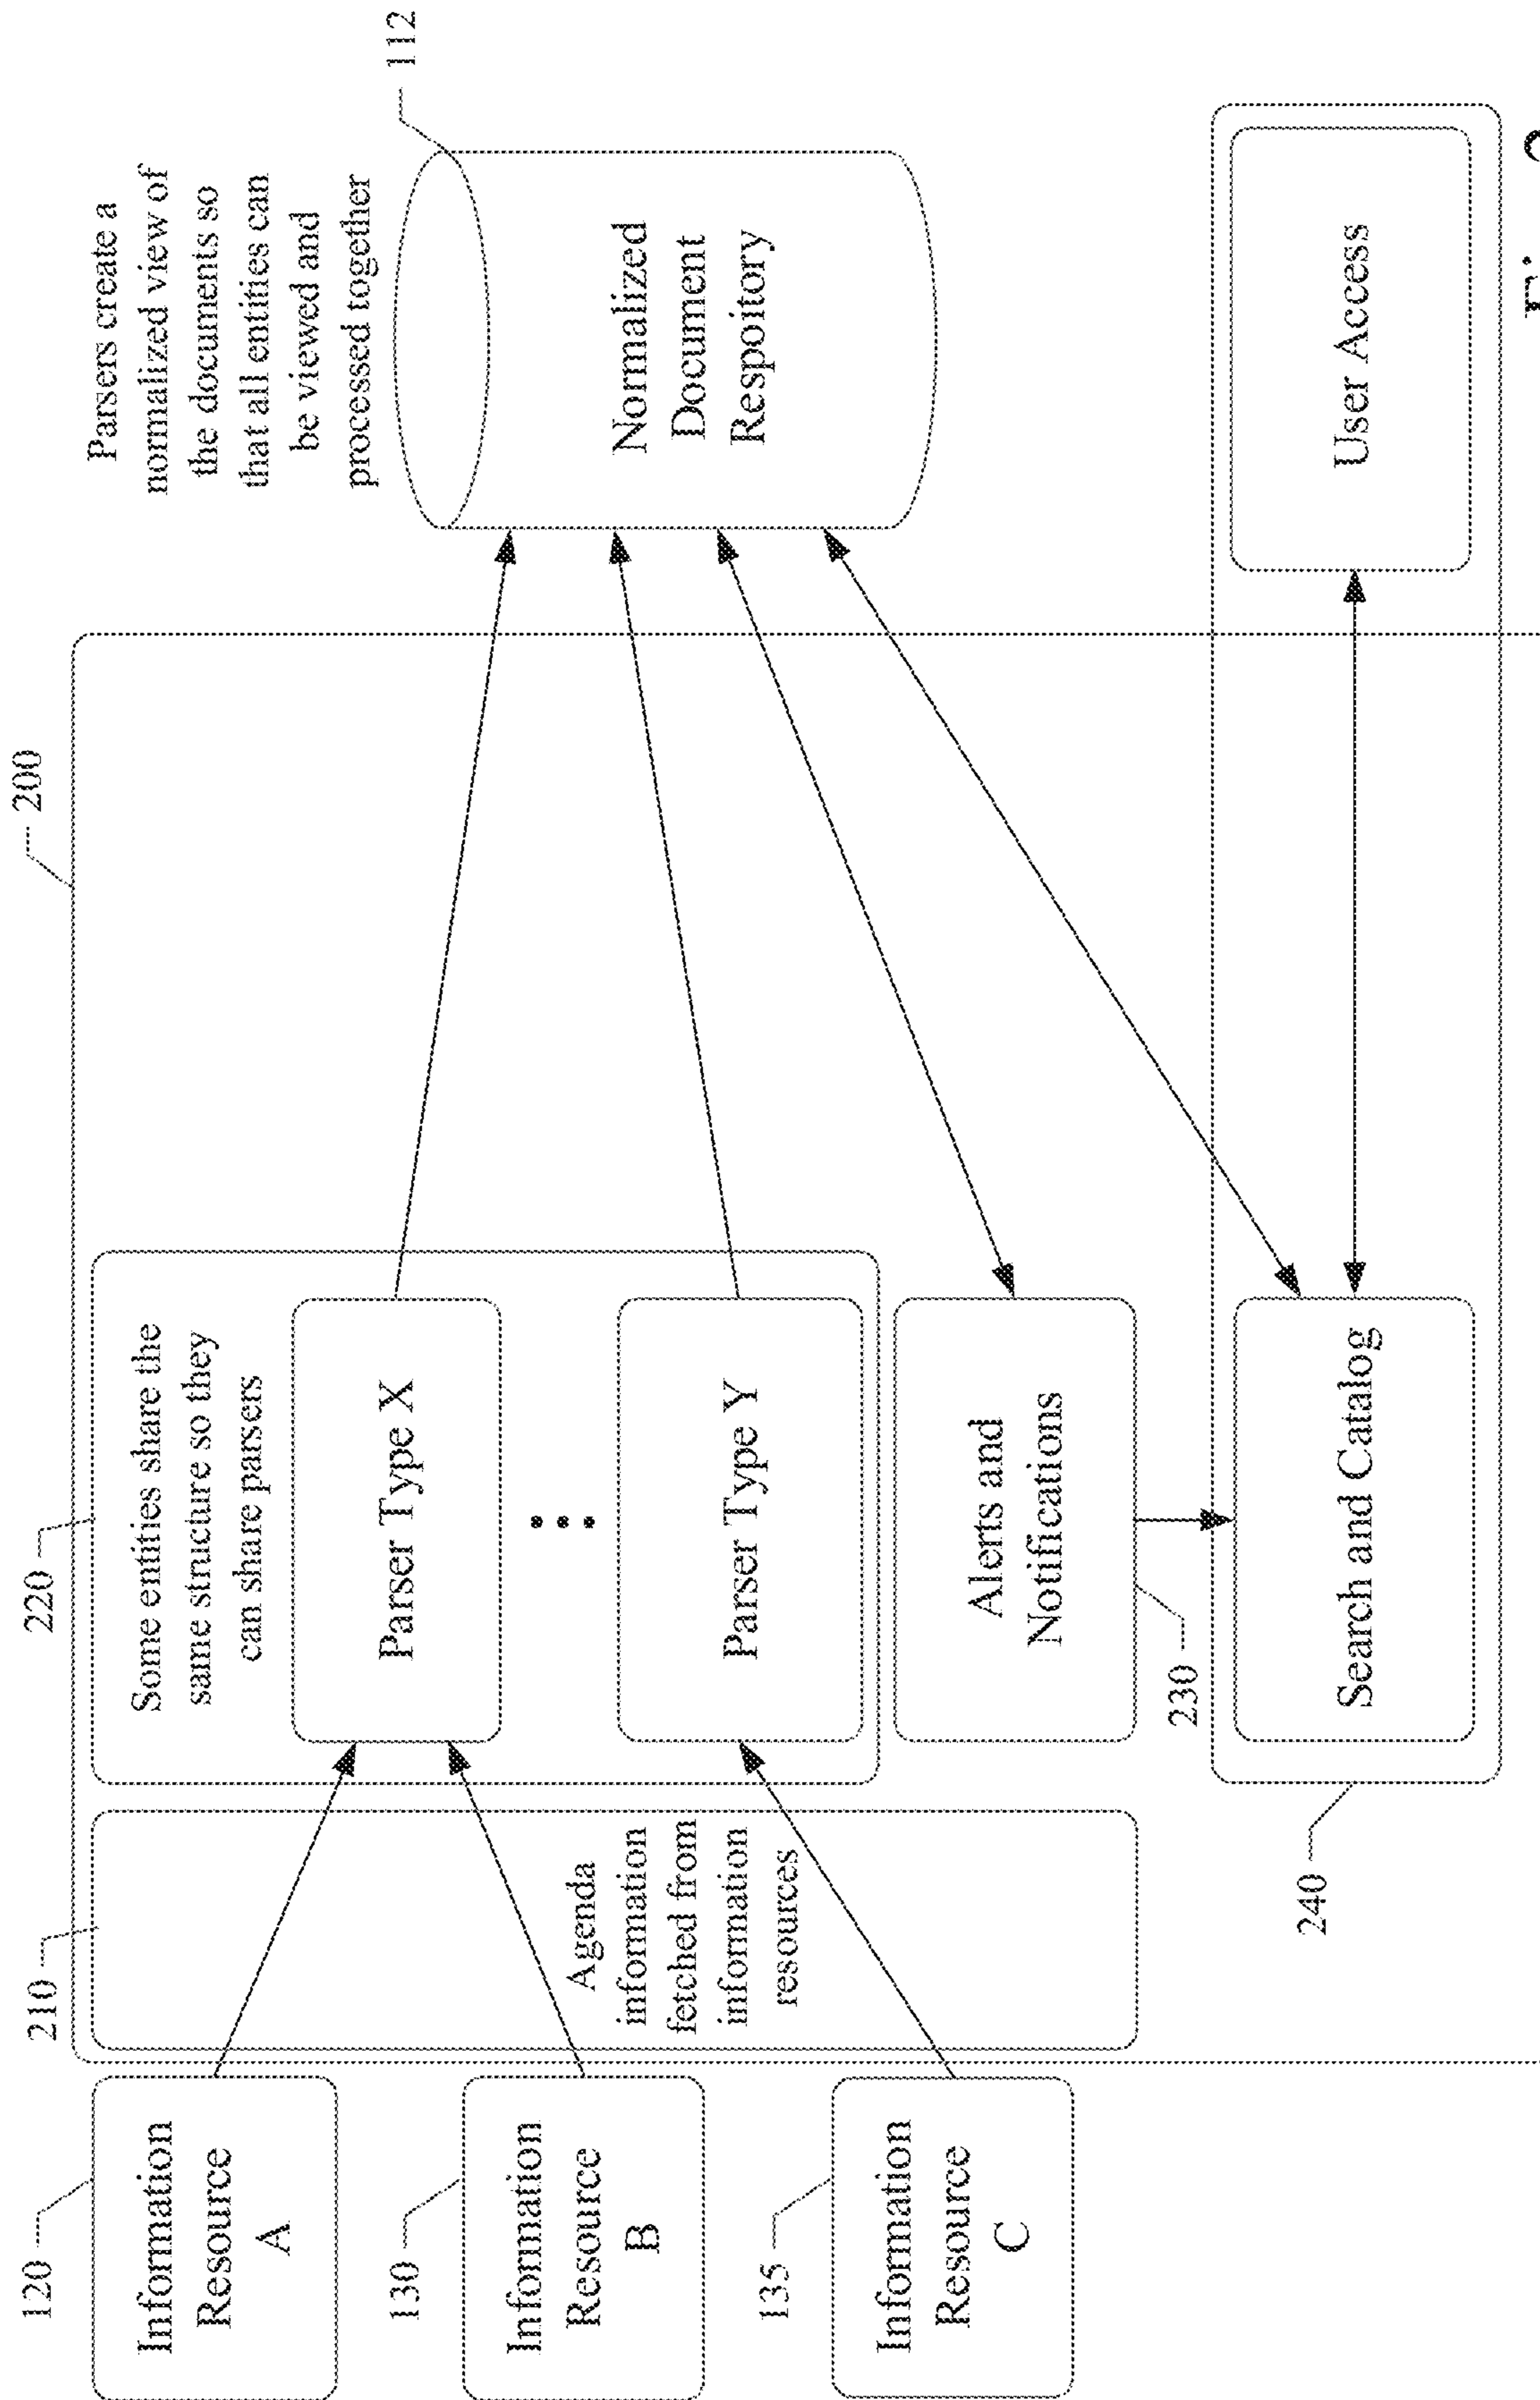 200
120
Information
Resource
A
130
Information
Resource
B
135
Information
Resource
C
210
Agenda
information
fetched from
information
resources
220
Some entities share the
same structure so they
can share parsers
Parser Type X
Parser Type Y
Alerts and
Notifications
230
Search and Catalog
240
Parsers create a
normalized view of
the documents so
that all entities can
be viewed and
processed together
112
Normalized
Document
Respoitory
User Access